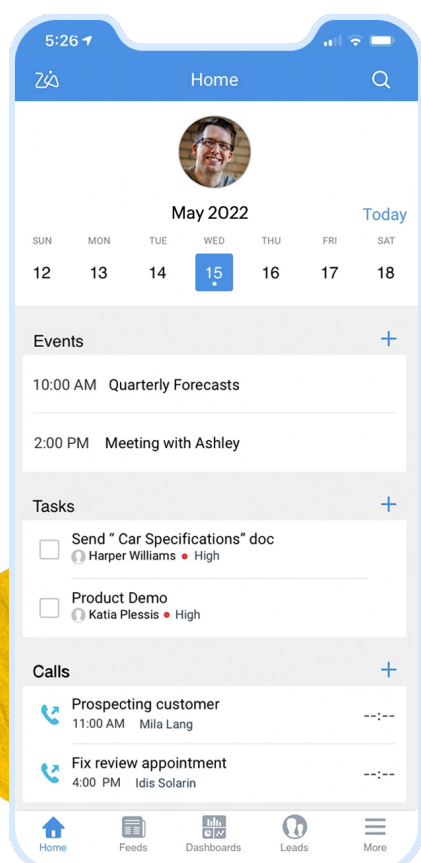 5:26
Zia Home
May 2022
Today
SUN MON TUE WED THU FRI SAT
12 13 14 15 16 17 18
Events +
10:00 AM Quarterly Forecasts
2:00 PM Meeting with Ashley
Tasks +
Send “ Car Specifications” doc
Harper Williams • High
Product Demo
Katia Plessis • High
Calls +
Prospecting customer
11:00 AM Mila Lang --:--
Fix review appointment
4:00 PM Idis Solarin --:--
Home Feeds Dashboards Leads More